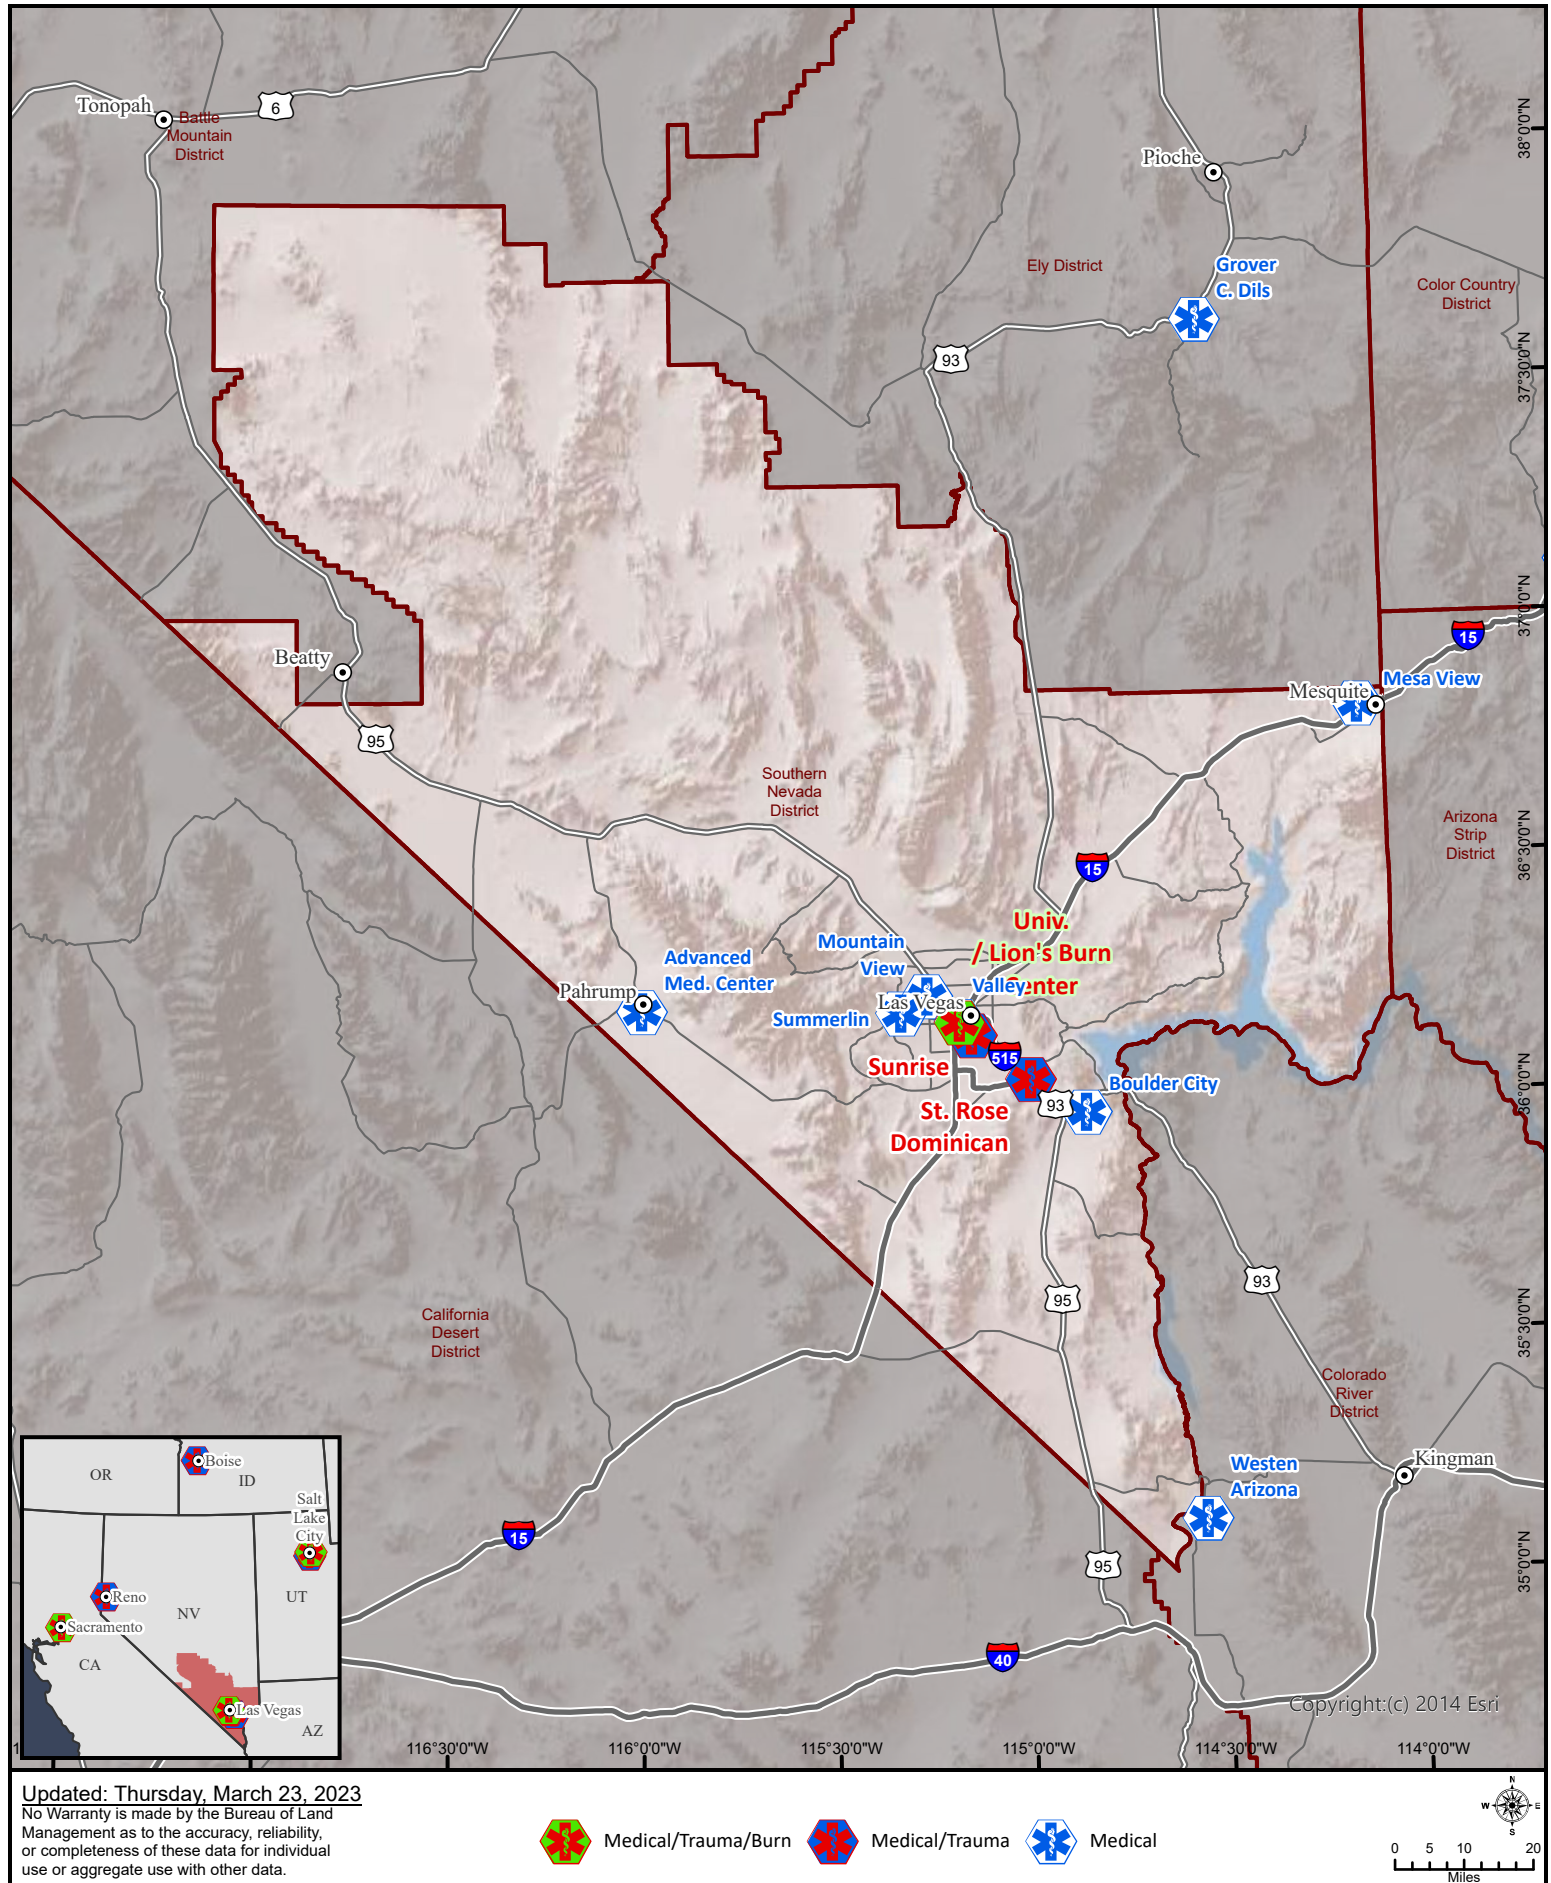 Tonopah
6
Battle
Mountain
District
Pioche
38°0'0"N
Ely District
Grover
C. Dils
Color Country
District
93
37°30'0"N
37°0'0"N
15
Beatty
Mesquite
Mesa View
95
Southern
Nevada
District
Arizona
Strip
District
36°30'0"N
15
Univ.
/ Lion's Burn
Center
Mountain
View
Valley
Advanced
Med. Center
Pahrump
Las Vegas
Summerlin
515
Sunrise
Boulder City
36°0'0"N
93
St. Rose
Dominican
93
95
35°30'0"N
California
Desert
District
Colorado
River
District
Kingman
Westen
Arizona
15
95
35°0'0"N
40
OR
Boise
ID
Salt
Lake
City
Reno
NV
UT
Sacramento
CA
Las Vegas
AZ
Copyright:(c) 2014 Esri
116°30'0"W
116°0'0"W
115°30'0"W
115°0'0"W
114°30'0"W
114°0'0"W
Updated: Thursday, March 23, 2023
No Warranty is made by the Bureau of Land
Management as to the accuracy, reliability,
or completeness of these data for individual
use or aggregate use with other data.
Medical/Trauma/Burn
Medical/Trauma
Medical
N
W
E
S
0 5 10 20
Miles